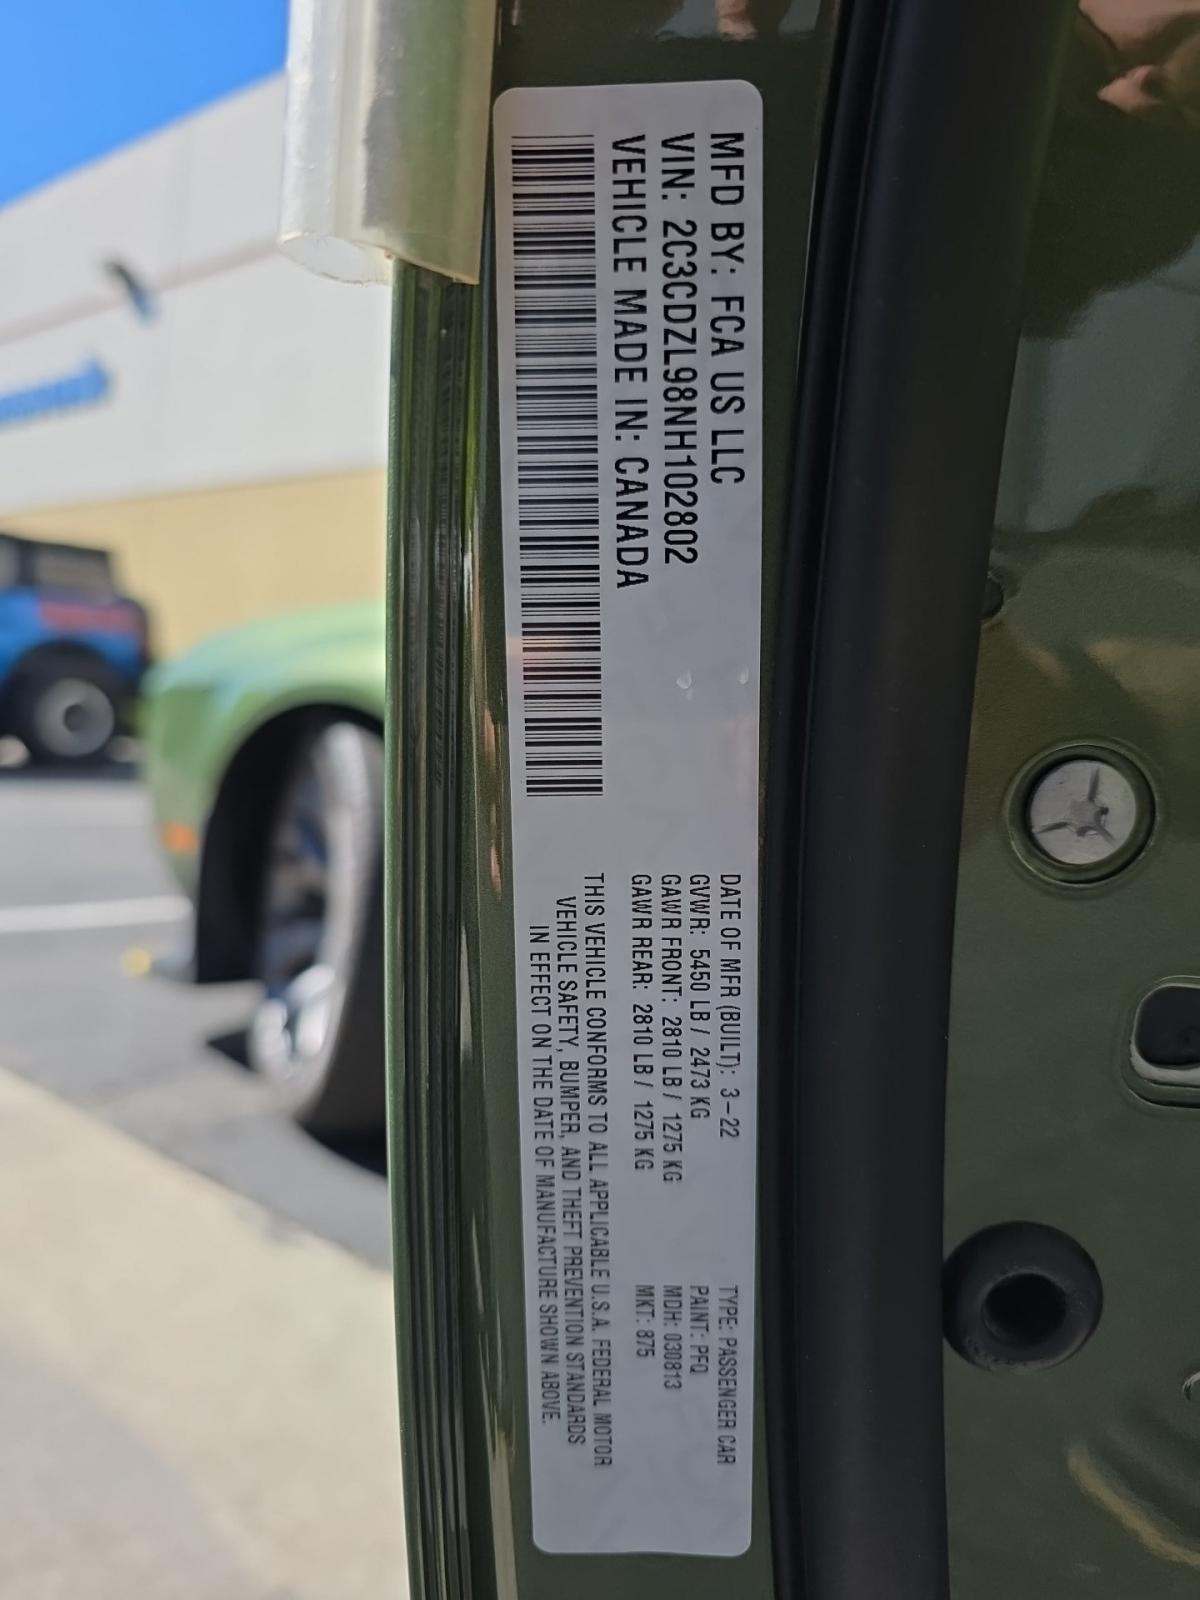 MFD BY: FCA US LLC
VIN: 2C3CDZL98NH102802
VEHICLE MADE IN: CANADA
DATE OF MFR (BUILT): 3-22
GVWR: 5450 LB / 2473 KG
GAWR FRONT: 2810 LB / 1275 KG
GAWR REAR: 2810 LB / 1275 KG
TYPE: PASSENGER CAR
PAINT: PFQ
MDH: 030813
MKT: 875
THIS VEHICLE CONFORMS TO ALL APPLICABLE U.S.A. FEDERAL MOTOR
VEHICLE SAFETY, BUMPER, AND THEFT PREVENTION STANDARDS
IN EFFECT ON THE DATE OF MANUFACTURE SHOWN ABOVE.